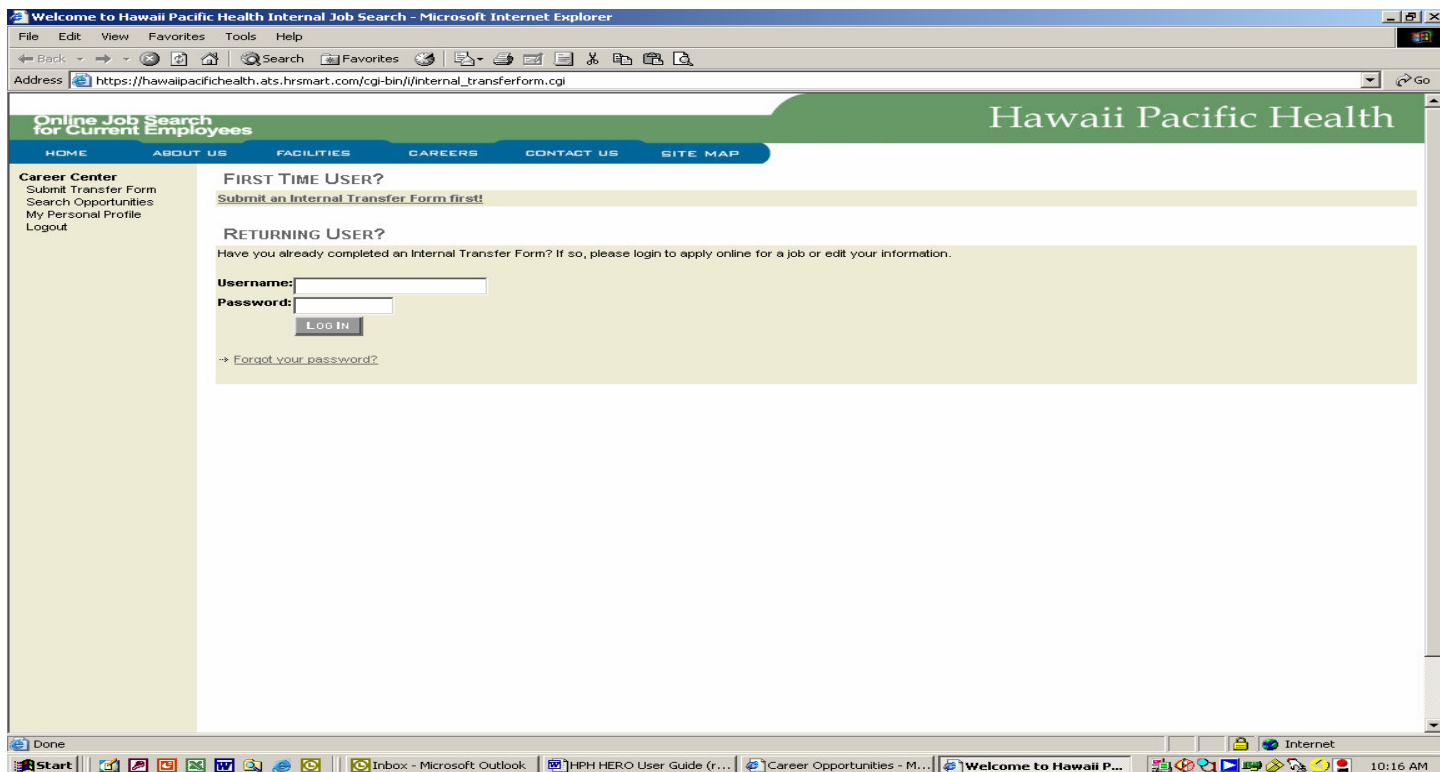 Welcome to Hawaii Pacific Health Internal Job Search - Microsoft Internet Explorer
File Edit View Favorites Tools Help
Back Search Favorites
Address https://hawaiipacifichealth.ats.hrsmart.com/cgi-bin/i/internal_transferform.cgi Go
Online Job Search
for Current Employees
Hawaii Pacific Health
HOME ABOUT US FACILITIES CAREERS CONTACT US SITE MAP
Career Center
Submit Transfer Form
Search Opportunities
My Personal Profile
Logout
FIRST TIME USER?
Submit an Internal Transfer Form first!
RETURNING USER?
Have you already completed an Internal Transfer Form? If so, please login to apply online for a job or edit your information.
Username:
Password:
LOG IN
Forgot your password?
Done Internet
Start Inbox - Microsoft Outlook HPH HERO User Guide (r... Career Opportunities - M... Welcome to Hawaii P... 10:16 AM